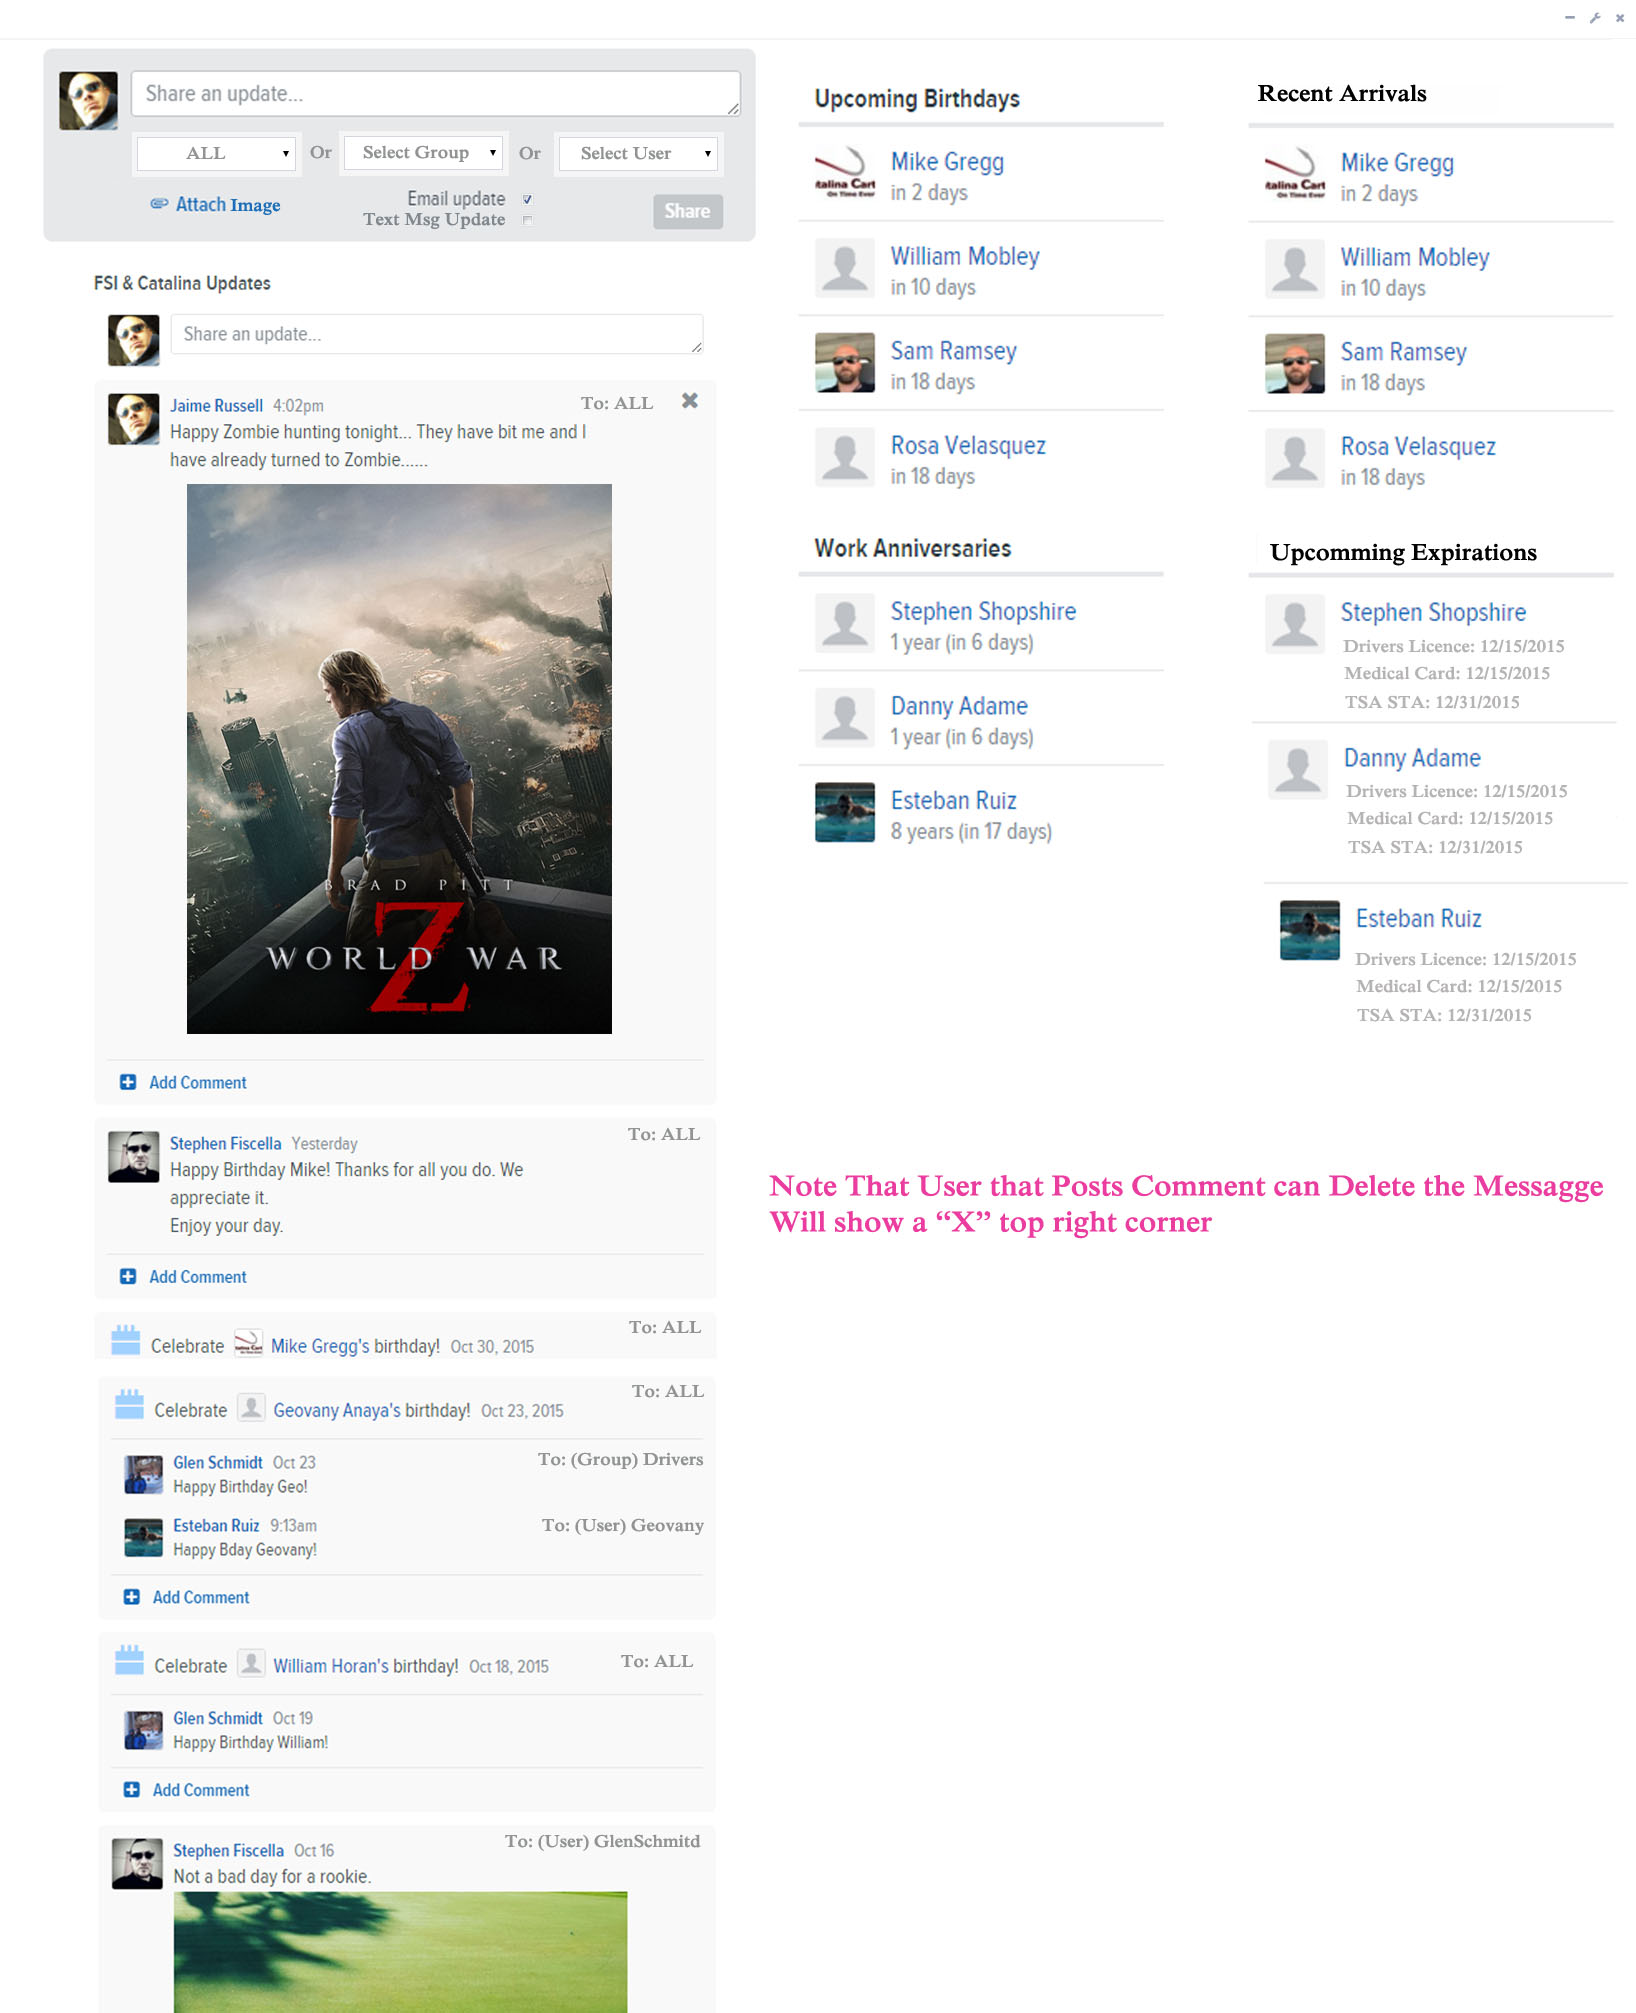 Share an update...
ALL Or Select Group Or Select User
Attach Image
Email update
Text Msg Update
Share
FSI & Catalina Updates
Share an update...
Jaime Russell 4:02pm To: ALL
Happy Zombie hunting tonight... They have bit me and I
have already turned to Zombie......
BRAD PITT
WORLD WAR
Z
Add Comment
Stephen Fiscella Yesterday To: ALL
Happy Birthday Mike! Thanks for all you do. We
appreciate it.
Enjoy your day.
Add Comment
Celebrate Mike Gregg's birthday! Oct 30, 2015 To: ALL
Celebrate Geovany Anaya's birthday! Oct 23, 2015 To: ALL
Glen Schmidt Oct 23 To: (Group) Drivers
Happy Birthday Geo!
Esteban Ruiz 9:13am To: (User) Geovany
Happy Bday Geovany!
Add Comment
Celebrate William Horan's birthday! Oct 18, 2015 To: ALL
Glen Schmidt Oct 19
Happy Birthday William!
Add Comment
Stephen Fiscella Oct 16 To: (User) GlenSchmitd
Not a bad day for a rookie.
Upcoming Birthdays
talina Cart
On Time Ever
Mike Gregg
in 2 days
William Mobley
in 10 days
Sam Ramsey
in 18 days
Rosa Velasquez
in 18 days
Work Anniversaries
Stephen Shopshire
1 year (in 6 days)
Danny Adame
1 year (in 6 days)
Esteban Ruiz
8 years (in 17 days)
Recent Arrivals
talina Cart
On Time Ever
Mike Gregg
in 2 days
William Mobley
in 10 days
Sam Ramsey
in 18 days
Rosa Velasquez
in 18 days
Upcomming Expirations
Stephen Shopshire
Drivers Licence: 12/15/2015
Medical Card: 12/15/2015
TSA STA: 12/31/2015
Danny Adame
Drivers Licence: 12/15/2015
Medical Card: 12/15/2015
TSA STA: 12/31/2015
Esteban Ruiz
Drivers Licence: 12/15/2015
Medical Card: 12/15/2015
TSA STA: 12/31/2015
Note That User that Posts Comment can Delete the Messagge
Will show a “X” top right corner